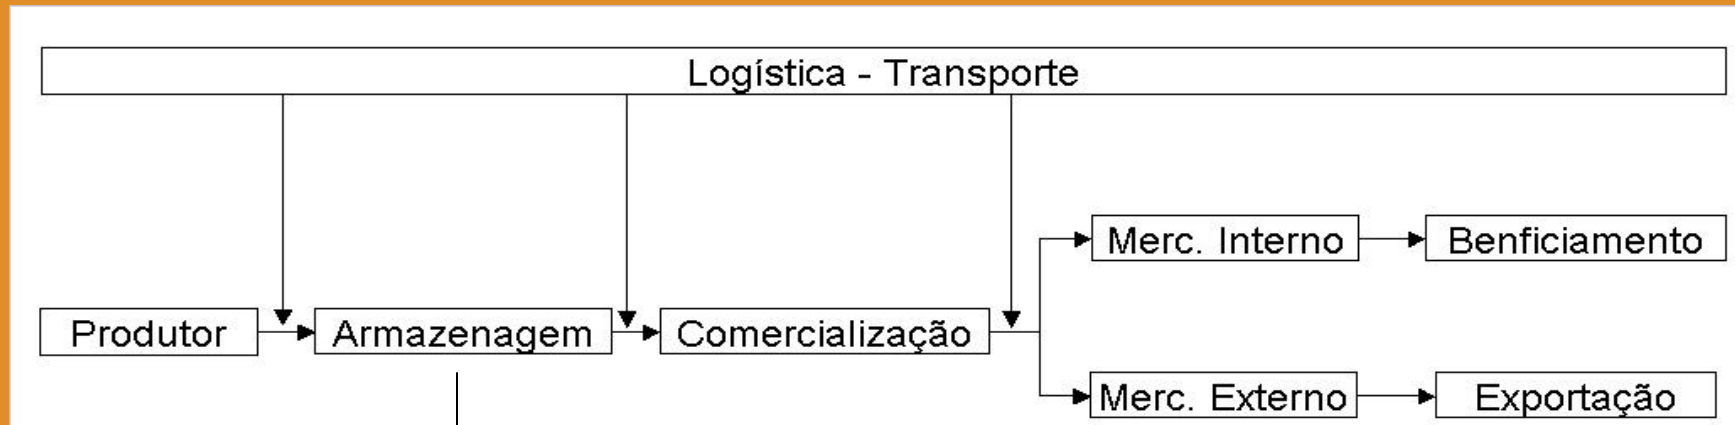 Logística - Transporte
Merc. Interno
Benficiamento
Produtor
Armazenagem
Comercialização
Merc. Externo
Exportação